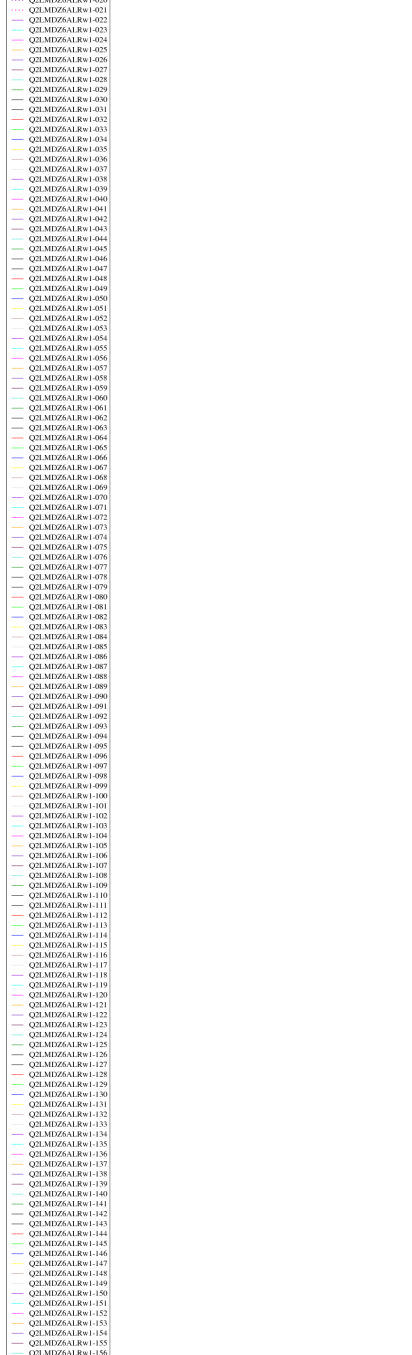 Q2LMDZ6ALRw1-020
Q2LMDZ6ALRw1-021
Q2LMDZ6ALRw1-022
Q2LMDZ6ALRw1-023
Q2LMDZ6ALRw1-024
Q2LMDZ6ALRw1-025
Q2LMDZ6ALRw1-026
Q2LMDZ6ALRw1-027
Q2LMDZ6ALRw1-028
Q2LMDZ6ALRw1-029
Q2LMDZ6ALRw1-030
Q2LMDZ6ALRw1-031
Q2LMDZ6ALRw1-032
Q2LMDZ6ALRw1-033
Q2LMDZ6ALRw1-034
Q2LMDZ6ALRw1-035
Q2LMDZ6ALRw1-036
Q2LMDZ6ALRw1-037
Q2LMDZ6ALRw1-038
Q2LMDZ6ALRw1-039
Q2LMDZ6ALRw1-040
Q2LMDZ6ALRw1-041
Q2LMDZ6ALRw1-042
Q2LMDZ6ALRw1-043
Q2LMDZ6ALRw1-044
Q2LMDZ6ALRw1-045
Q2LMDZ6ALRw1-046
Q2LMDZ6ALRw1-047
Q2LMDZ6ALRw1-048
Q2LMDZ6ALRw1-049
Q2LMDZ6ALRw1-050
Q2LMDZ6ALRw1-051
Q2LMDZ6ALRw1-052
Q2LMDZ6ALRw1-053
Q2LMDZ6ALRw1-054
Q2LMDZ6ALRw1-055
Q2LMDZ6ALRw1-056
Q2LMDZ6ALRw1-057
Q2LMDZ6ALRw1-058
Q2LMDZ6ALRw1-059
Q2LMDZ6ALRw1-060
Q2LMDZ6ALRw1-061
Q2LMDZ6ALRw1-062
Q2LMDZ6ALRw1-063
Q2LMDZ6ALRw1-064
Q2LMDZ6ALRw1-065
Q2LMDZ6ALRw1-066
Q2LMDZ6ALRw1-067
Q2LMDZ6ALRw1-068
Q2LMDZ6ALRw1-069
Q2LMDZ6ALRw1-070
Q2LMDZ6ALRw1-071
Q2LMDZ6ALRw1-072
Q2LMDZ6ALRw1-073
Q2LMDZ6ALRw1-074
Q2LMDZ6ALRw1-075
Q2LMDZ6ALRw1-076
Q2LMDZ6ALRw1-077
Q2LMDZ6ALRw1-078
Q2LMDZ6ALRw1-079
Q2LMDZ6ALRw1-080
Q2LMDZ6ALRw1-081
Q2LMDZ6ALRw1-082
Q2LMDZ6ALRw1-083
Q2LMDZ6ALRw1-084
Q2LMDZ6ALRw1-085
Q2LMDZ6ALRw1-086
Q2LMDZ6ALRw1-087
Q2LMDZ6ALRw1-088
Q2LMDZ6ALRw1-089
Q2LMDZ6ALRw1-090
Q2LMDZ6ALRw1-091
Q2LMDZ6ALRw1-092
Q2LMDZ6ALRw1-093
Q2LMDZ6ALRw1-094
Q2LMDZ6ALRw1-095
Q2LMDZ6ALRw1-096
Q2LMDZ6ALRw1-097
Q2LMDZ6ALRw1-098
Q2LMDZ6ALRw1-099
Q2LMDZ6ALRw1-100
Q2LMDZ6ALRw1-101
Q2LMDZ6ALRw1-102
Q2LMDZ6ALRw1-103
Q2LMDZ6ALRw1-104
Q2LMDZ6ALRw1-105
Q2LMDZ6ALRw1-106
Q2LMDZ6ALRw1-107
Q2LMDZ6ALRw1-108
Q2LMDZ6ALRw1-109
Q2LMDZ6ALRw1-110
Q2LMDZ6ALRw1-111
Q2LMDZ6ALRw1-112
Q2LMDZ6ALRw1-113
Q2LMDZ6ALRw1-114
Q2LMDZ6ALRw1-115
Q2LMDZ6ALRw1-116
Q2LMDZ6ALRw1-117
Q2LMDZ6ALRw1-118
Q2LMDZ6ALRw1-119
Q2LMDZ6ALRw1-120
Q2LMDZ6ALRw1-121
Q2LMDZ6ALRw1-122
Q2LMDZ6ALRw1-123
Q2LMDZ6ALRw1-124
Q2LMDZ6ALRw1-125
Q2LMDZ6ALRw1-126
Q2LMDZ6ALRw1-127
Q2LMDZ6ALRw1-128
Q2LMDZ6ALRw1-129
Q2LMDZ6ALRw1-130
Q2LMDZ6ALRw1-131
Q2LMDZ6ALRw1-132
Q2LMDZ6ALRw1-133
Q2LMDZ6ALRw1-134
Q2LMDZ6ALRw1-135
Q2LMDZ6ALRw1-136
Q2LMDZ6ALRw1-137
Q2LMDZ6ALRw1-138
Q2LMDZ6ALRw1-139
Q2LMDZ6ALRw1-140
Q2LMDZ6ALRw1-141
Q2LMDZ6ALRw1-142
Q2LMDZ6ALRw1-143
Q2LMDZ6ALRw1-144
Q2LMDZ6ALRw1-145
Q2LMDZ6ALRw1-146
Q2LMDZ6ALRw1-147
Q2LMDZ6ALRw1-148
Q2LMDZ6ALRw1-149
Q2LMDZ6ALRw1-150
Q2LMDZ6ALRw1-151
Q2LMDZ6ALRw1-152
Q2LMDZ6ALRw1-153
Q2LMDZ6ALRw1-154
Q2LMDZ6ALRw1-155
Q2LMDZ6ALRw1-156